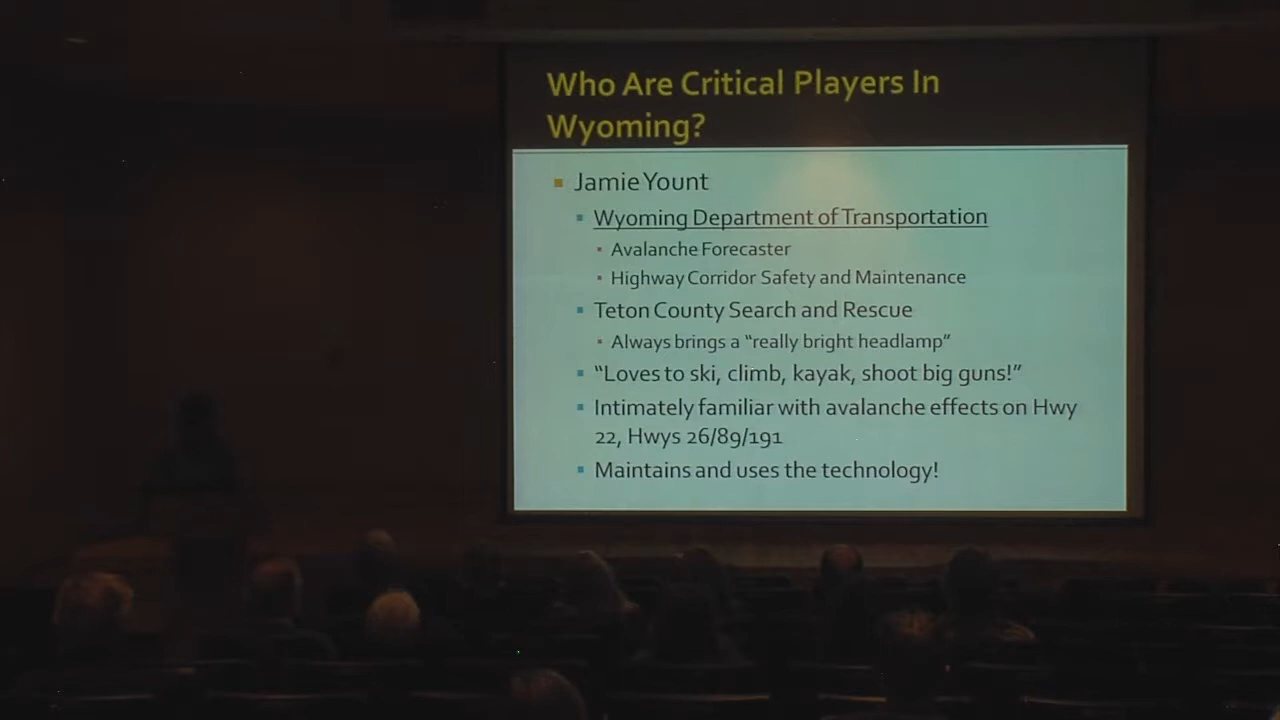 Who Are Critical Players In
Wyoming?
Jamie Yount
Wyoming Department of Transportation
Avalanche Forecaster
Highway Corridor Safety and Maintenance
Teton County Search and Rescue
Always brings a “really bright headlamp”
“Loves to ski, climb, kayak, shoot big guns!”
Intimately familiar with avalanche effects on Hwy
22, Hwys 26/89/191
Maintains and uses the technology!